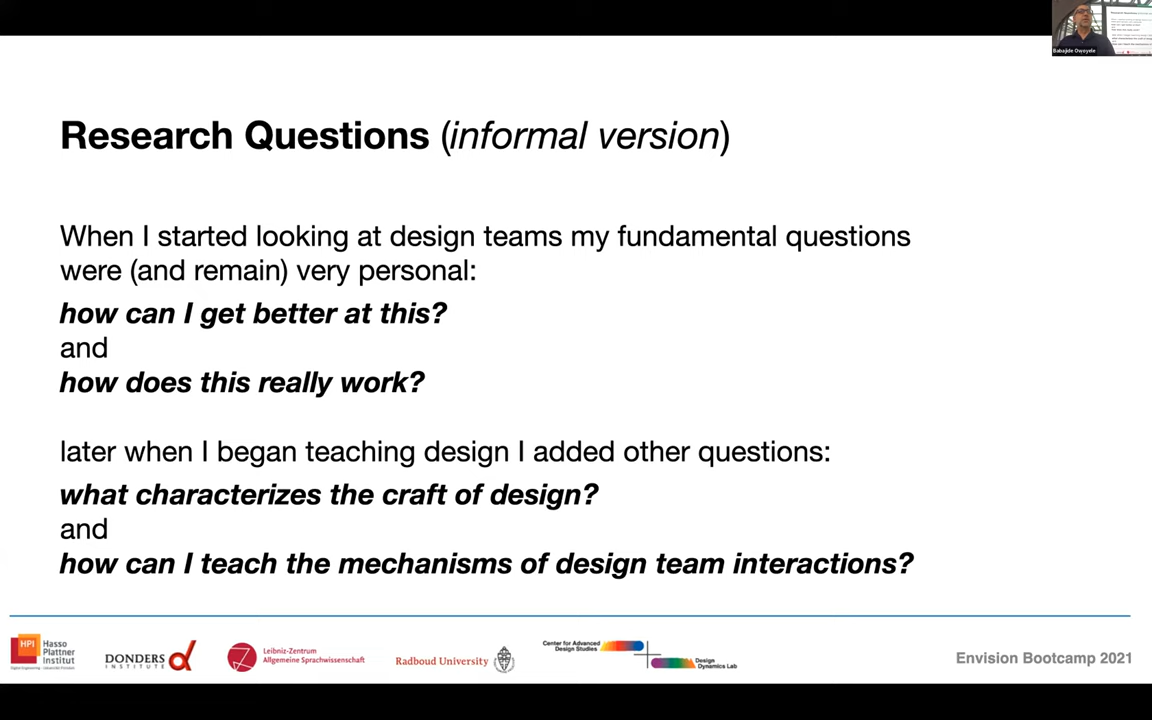 Babajide Owoyele
Research Questions (informal version)
When I started looking at design teams my fundamental questions
were (and remain) very personal:
how can I get better at this?
and
how does this really work?
later when I began teaching design I added other questions:
what characterizes the craft of design?
and
how can I teach the mechanisms of design team interactions?
HPI
Hasso
Plattner
Institut
DONDERS
INSTITUTE
Leibniz-Zentrum
Allgemeine Sprachwissenschaft
Radboud University
Center for Advanced
Design Studies
Design
Dynamics Lab
Envision Bootcamp 2021